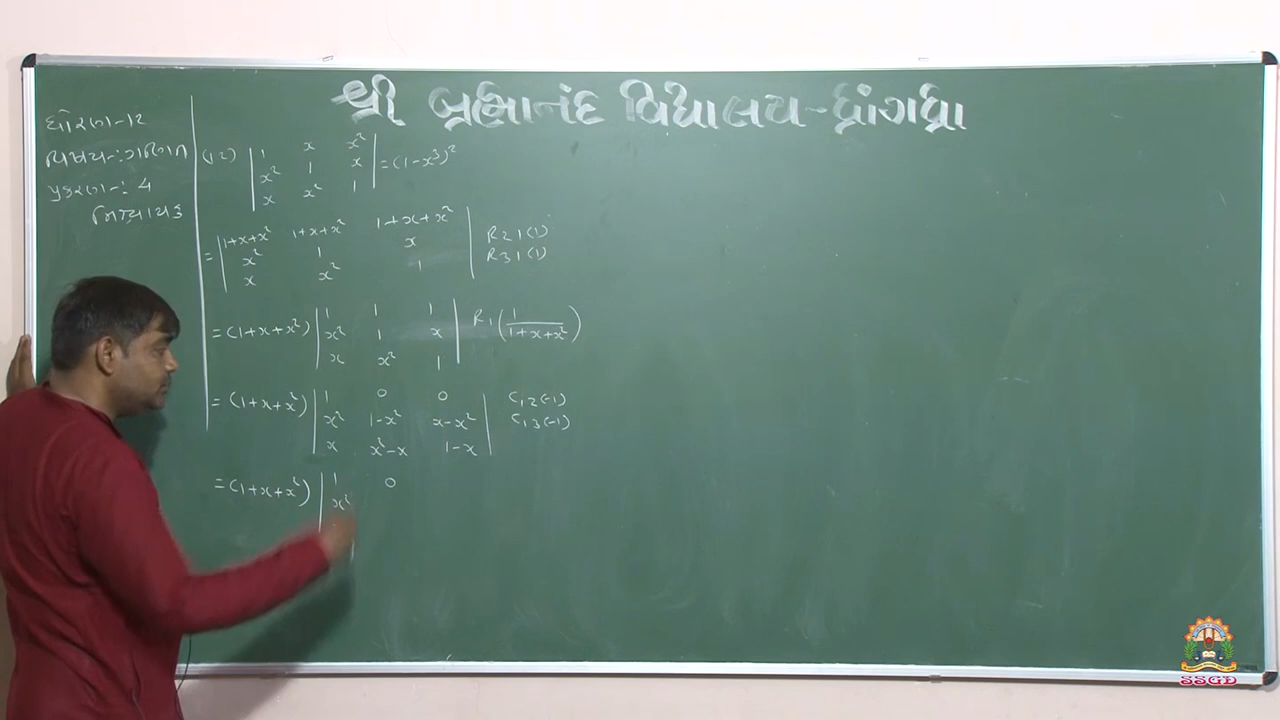 શ્રી બ્રહ્માનંદ વિદ્યાલય-ધ્રાંગધ્રા
ધોરણ-12
વિષય-:ગણિત
પ્રકરણ-: 4
નિશ્ચાયક
(12) | 1 x x² | = (1-x³)²
| x² 1 x |
| x x² 1 |
= | 1+x+x² 1+x+x² 1+x+x² | R21(1)
| x² 1 x | R31(1)
| x x² 1 |
= (1+x+x²) | 1 1 1 | R1(1/(1+x+x²))
| x² 1 x |
| x x² 1 |
= (1+x+x²) | 1 0 0 | C12(-1)
| x² 1-x² x-x² | C13(-1)
| x x²-x 1-x |
= (1+x+x²) | 1 0
| x²
SSGD